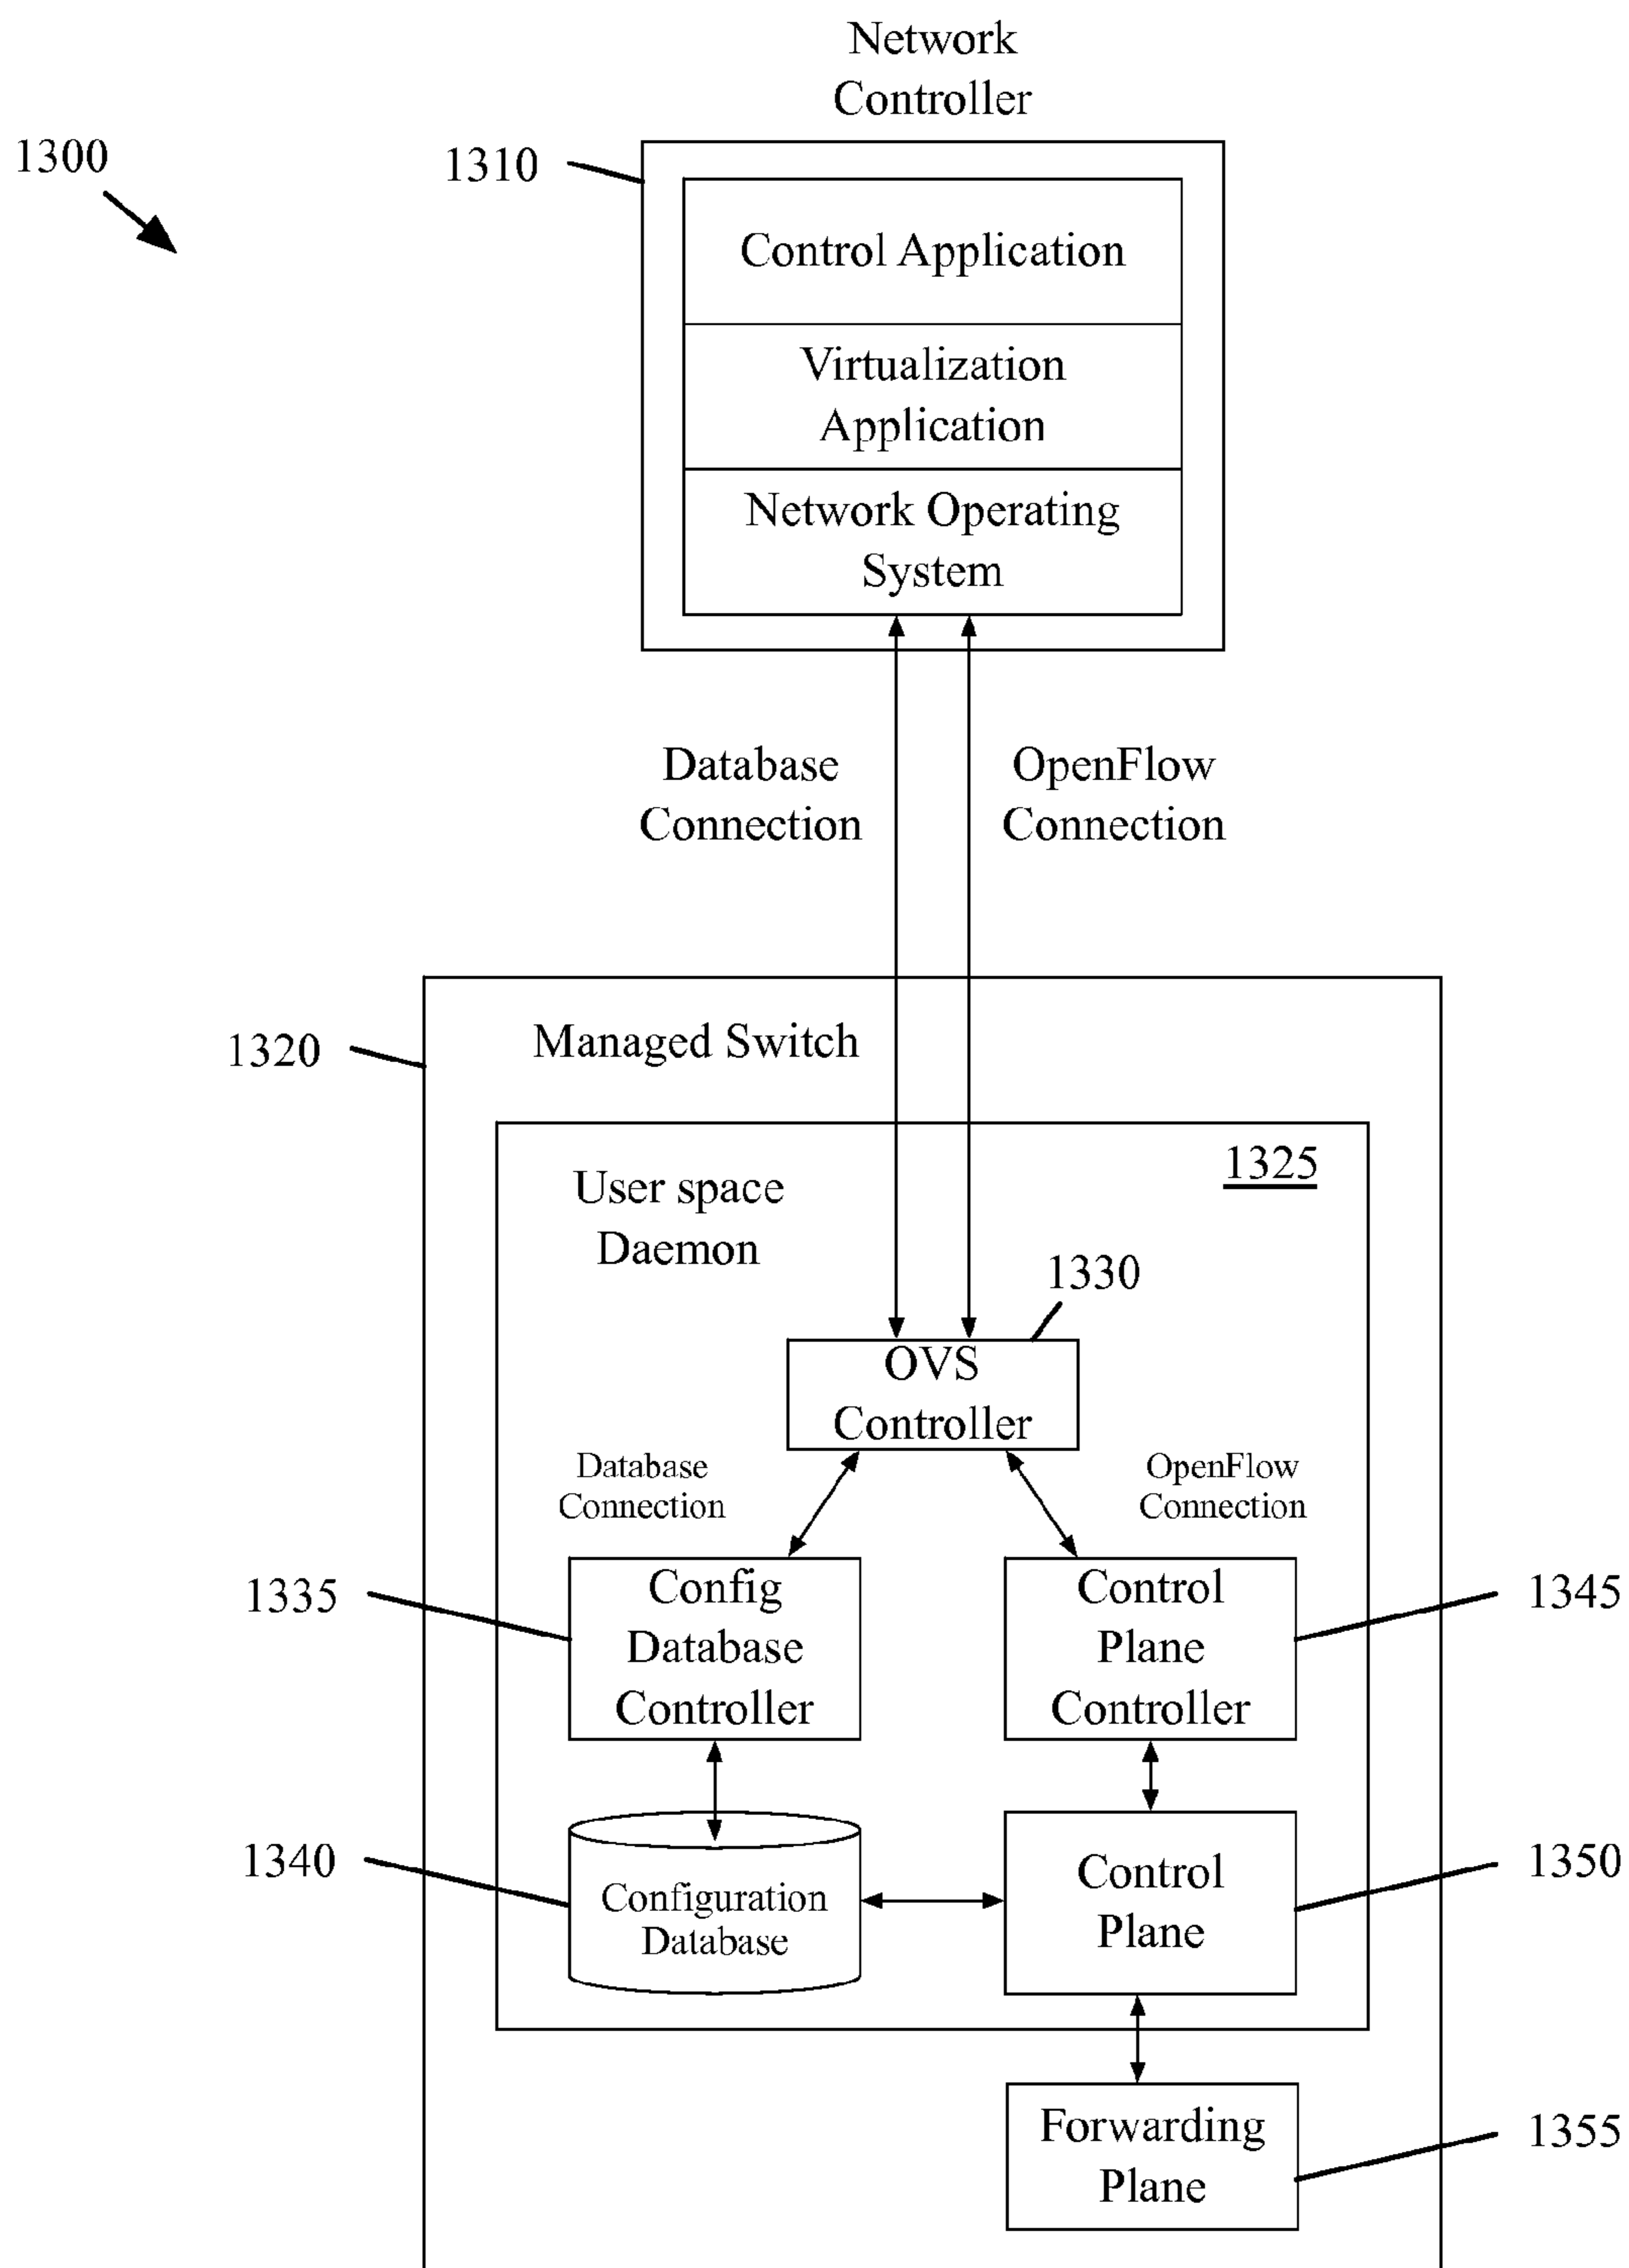 Network
Controller
1300
1310
Control Application
Virtualization
Application
Network Operating
System
Database
Connection
OpenFlow
Connection
1320
Managed Switch
1325
User space
Daemon
1330
OVS
Controller
Database
Connection
OpenFlow
Connection
1335
Config
Database
Controller
Control
Plane
Controller
1345
1340
Configuration
Database
Control
Plane
1350
Forwarding
Plane
1355